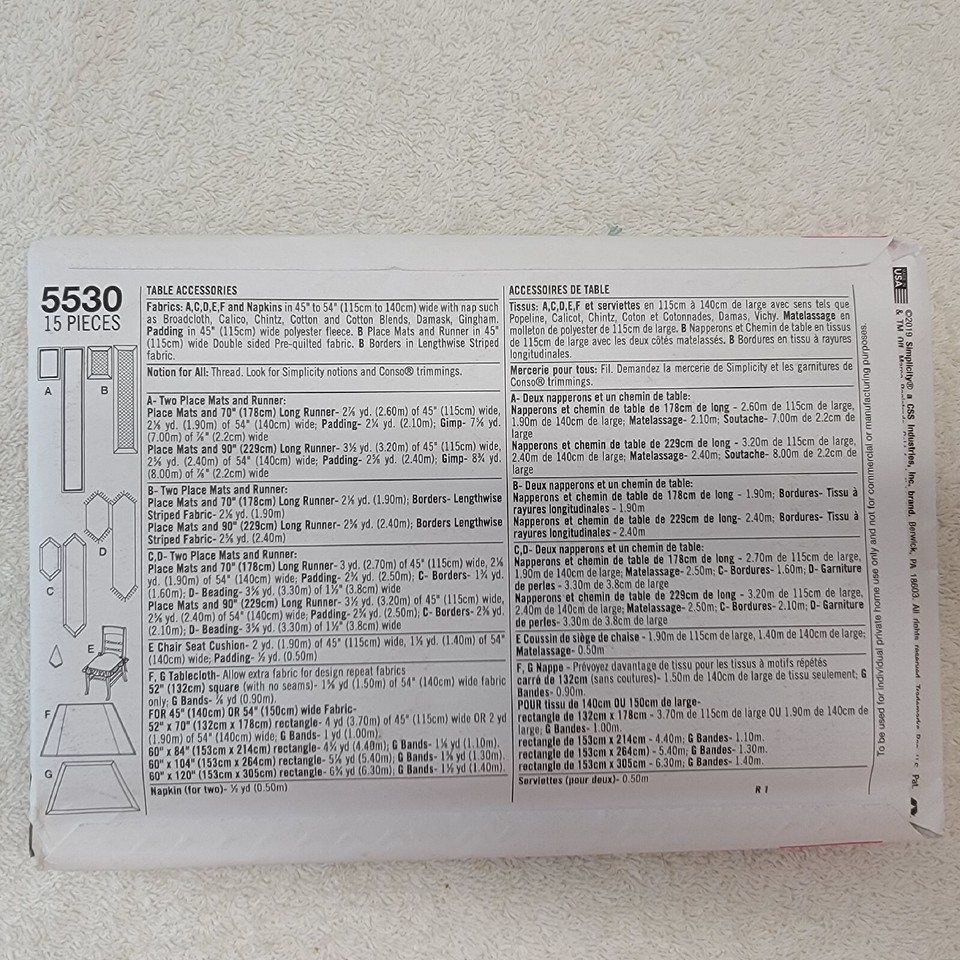 5530
15 PIECES
A
B
C
D
E
F
G
TABLE ACCESSORIES
Fabrics: A,C,D,E,F and Napkins in 45" to 54" (115cm to 140cm) wide with nap such
as Broadcloth, Calico, Chintz, Cotton and Cotton Blends, Damask, Gingham.
Padding in 45" (115cm) wide polyester fleece. B Place Mats and Runner in 45"
(115cm) wide Double sided Pre-quilted fabric. B Borders in Lengthwise Striped
fabric.
Notion for All: Thread. Look for Simplicity notions and Conso® trimmings.
A- Two Place Mats and Runner:
Place Mats and 70" (178cm) Long Runner- 2⅞ yd. (2.60m) of 45" (115cm) wide,
2⅛ yd. (1.90m) of 54" (140cm) wide; Padding- 2¼ yd. (2.10m); Gimp- 7⅝ yd.
(7.00m) of ⅞" (2.2cm) wide
Place Mats and 90" (229cm) Long Runner- 3½ yd. (3.20m) of 45" (115cm) wide,
2⅝ yd. (2.40m) of 54" (140cm) wide; Padding- 2⅝ yd. (2.40m); Gimp- 8¾ yd.
(8.00m) of ⅞" (2.2cm) wide
B- Two Place Mats and Runner:
Place Mats and 70" (178cm) Long Runner- 2⅛ yd. (1.90m); Borders- Lengthwise
Striped Fabric- 2⅛ yd. (1.90m)
Place Mats and 90" (229cm) Long Runner- 2⅝ yd. (2.40m); Borders Lengthwise
Striped Fabric- 2⅝ yd. (2.40m)
C,D- Two Place Mats and Runner:
Place Mats and 70" (178cm) Long Runner- 3 yd. (2.70m) of 45" (115cm) wide, 2⅛
yd. (1.90m) of 54" (140cm) wide; Padding- 2¾ yd. (2.50m); C- Borders- 1¾ yd.
(1.60m); D- Beading- 3⅝ yd. (3.30m) of 1½" (3.8cm) wide
Place Mats and 90" (229cm) Long Runner- 3½ yd. (3.20m) of 45" (115cm) wide,
2⅝ yd. (2.40m) of 54" (140cm) wide; Padding- 2¾ yd. (2.50m); C- Borders- 2⅜ yd.
(2.10m); D- Beading- 3⅝ yd. (3.30m) of 1½" (3.8cm) wide
E Chair Seat Cushion- 2 yd. (1.90m) of 45" (115cm) wide, 1½ yd. (1.40m) of 54"
(140cm) wide; Padding- ½ yd. (0.50m)
F, G Tablecloth- Allow extra fabric for design repeat fabrics
52" (132cm) square (with no seams)- 1⅝ yd. (1.50m) of 54" (140cm) wide fabric
only; G Bands- ⅞ yd (0.90m).
FOR 45" (140cm) OR 54" (150cm) wide Fabric-
52" x 70" (132cm x 178cm) rectangle- 4 yd (3.70m) of 45" (115cm) wide OR 2 yd
(1.90m) of 54" (140cm) wide; G Bands- 1 yd (1.00m).
60" x 84" (153cm x 214cm) rectangle- 4¾ yd (4.40m); G Bands- 1⅛ yd (1.10m).
60" x 104" (153cm x 264cm) rectangle- 5⅞ yd (5.40m); G Bands- 1⅜ yd (1.30m).
60" x 120" (153cm x 305cm) rectangle- 6¾ yd (6.30m); G Bands- 1½ yd (1.40m).
Napkin (for two)- ½ yd (0.50m)
ACCESSOIRES DE TABLE
Tissus: A,C,D,E,F et serviettes en 115cm à 140cm de large avec sens tels que
Popeline, Calicot, Chintz, Coton et Cotonnades, Damas, Vichy. Matelassage en
molleton de polyester de 115cm de large. B Napperons et Chemin de table en tissus
de 115cm de large avec les deux côtés matelassés. B Bordures en tissu à rayures
longitudinales.
Mercerie pour tous: Fil. Demandez la mercerie de Simplicity et les garnitures de
Conso® trimmings.
A- Deux napperons et un chemin de table:
Napperons et chemin de table de 178cm de long - 2.60m de 115cm de large,
1.90m de 140cm de large; Matelassage- 2.10m; Soutache- 7.00m de 2.2cm de
large
Napperons et chemin de table de 229cm de long - 3.20m de 115cm de large,
2.40m de 140cm de large; Matelassage - 2.40m; Soutache- 8.00m de 2.2cm de
large
B- Deux napperons et un chemin de table:
Napperons et chemin de table de 178cm de long - 1.90m; Bordures- Tissu à
rayures longitudinales - 1.90m
Napperons et chemin de table de 229cm de long- 2.40m; Bordures- Tissu à
rayures longitudinales - 2.40m
C,D- Deux napperons et un chemin de table:
Napperons et chemin de table de 178cm de long - 2.70m de 115cm de large,
1.90m de 140cm de large; Matelassage- 2.50m; C- Bordures- 1.60m; D- Garniture
de perles - 3.30m de 3.8cm de large
Napperons et chemin de table de 229cm de long - 3.20m de 115cm de large,
2.40m de 140cm de large; Matelassage- 2.50m; C- Bordures- 2.10m; D- Garniture
de perles- 3.30m de 3.8cm de large
E Coussin de siège de chaise - 1.90m de 115cm de large, 1.40m de 140cm de large;
Matelassage- 0.50m
F, G Nappe - Prévoyez davantage de tissu pour les tissus à motifs répétés
carré de 132cm (sans coutures)- 1.50m de 140cm de large de tissu seulement; G
Bandes- 0.90m.
POUR tissu de 140cm OU 150cm de large-
rectangle de 132cm x 178cm - 3.70m de 115cm de large OU 1.90m de 140cm de
large; G Bandes- 1.00m.
rectangle de 153cm x 214cm - 4.40m; G Bandes- 1.10m.
rectangle de 153cm x 264cm) - 5.40m; G Bandes- 1.30m.
rectangle de 153cm x 305cm - 6.30m; G Bandes- 1.40m.
Serviettes (pour deux)- 0.50m
R I
To be used for individual private home use only and not for commercial or manufacturing purposes.
USA
©2019 Simplicity® a CSS Industries, Inc. brand, Berwick, PA 18603. All rights reserved.
& TM
Pat.